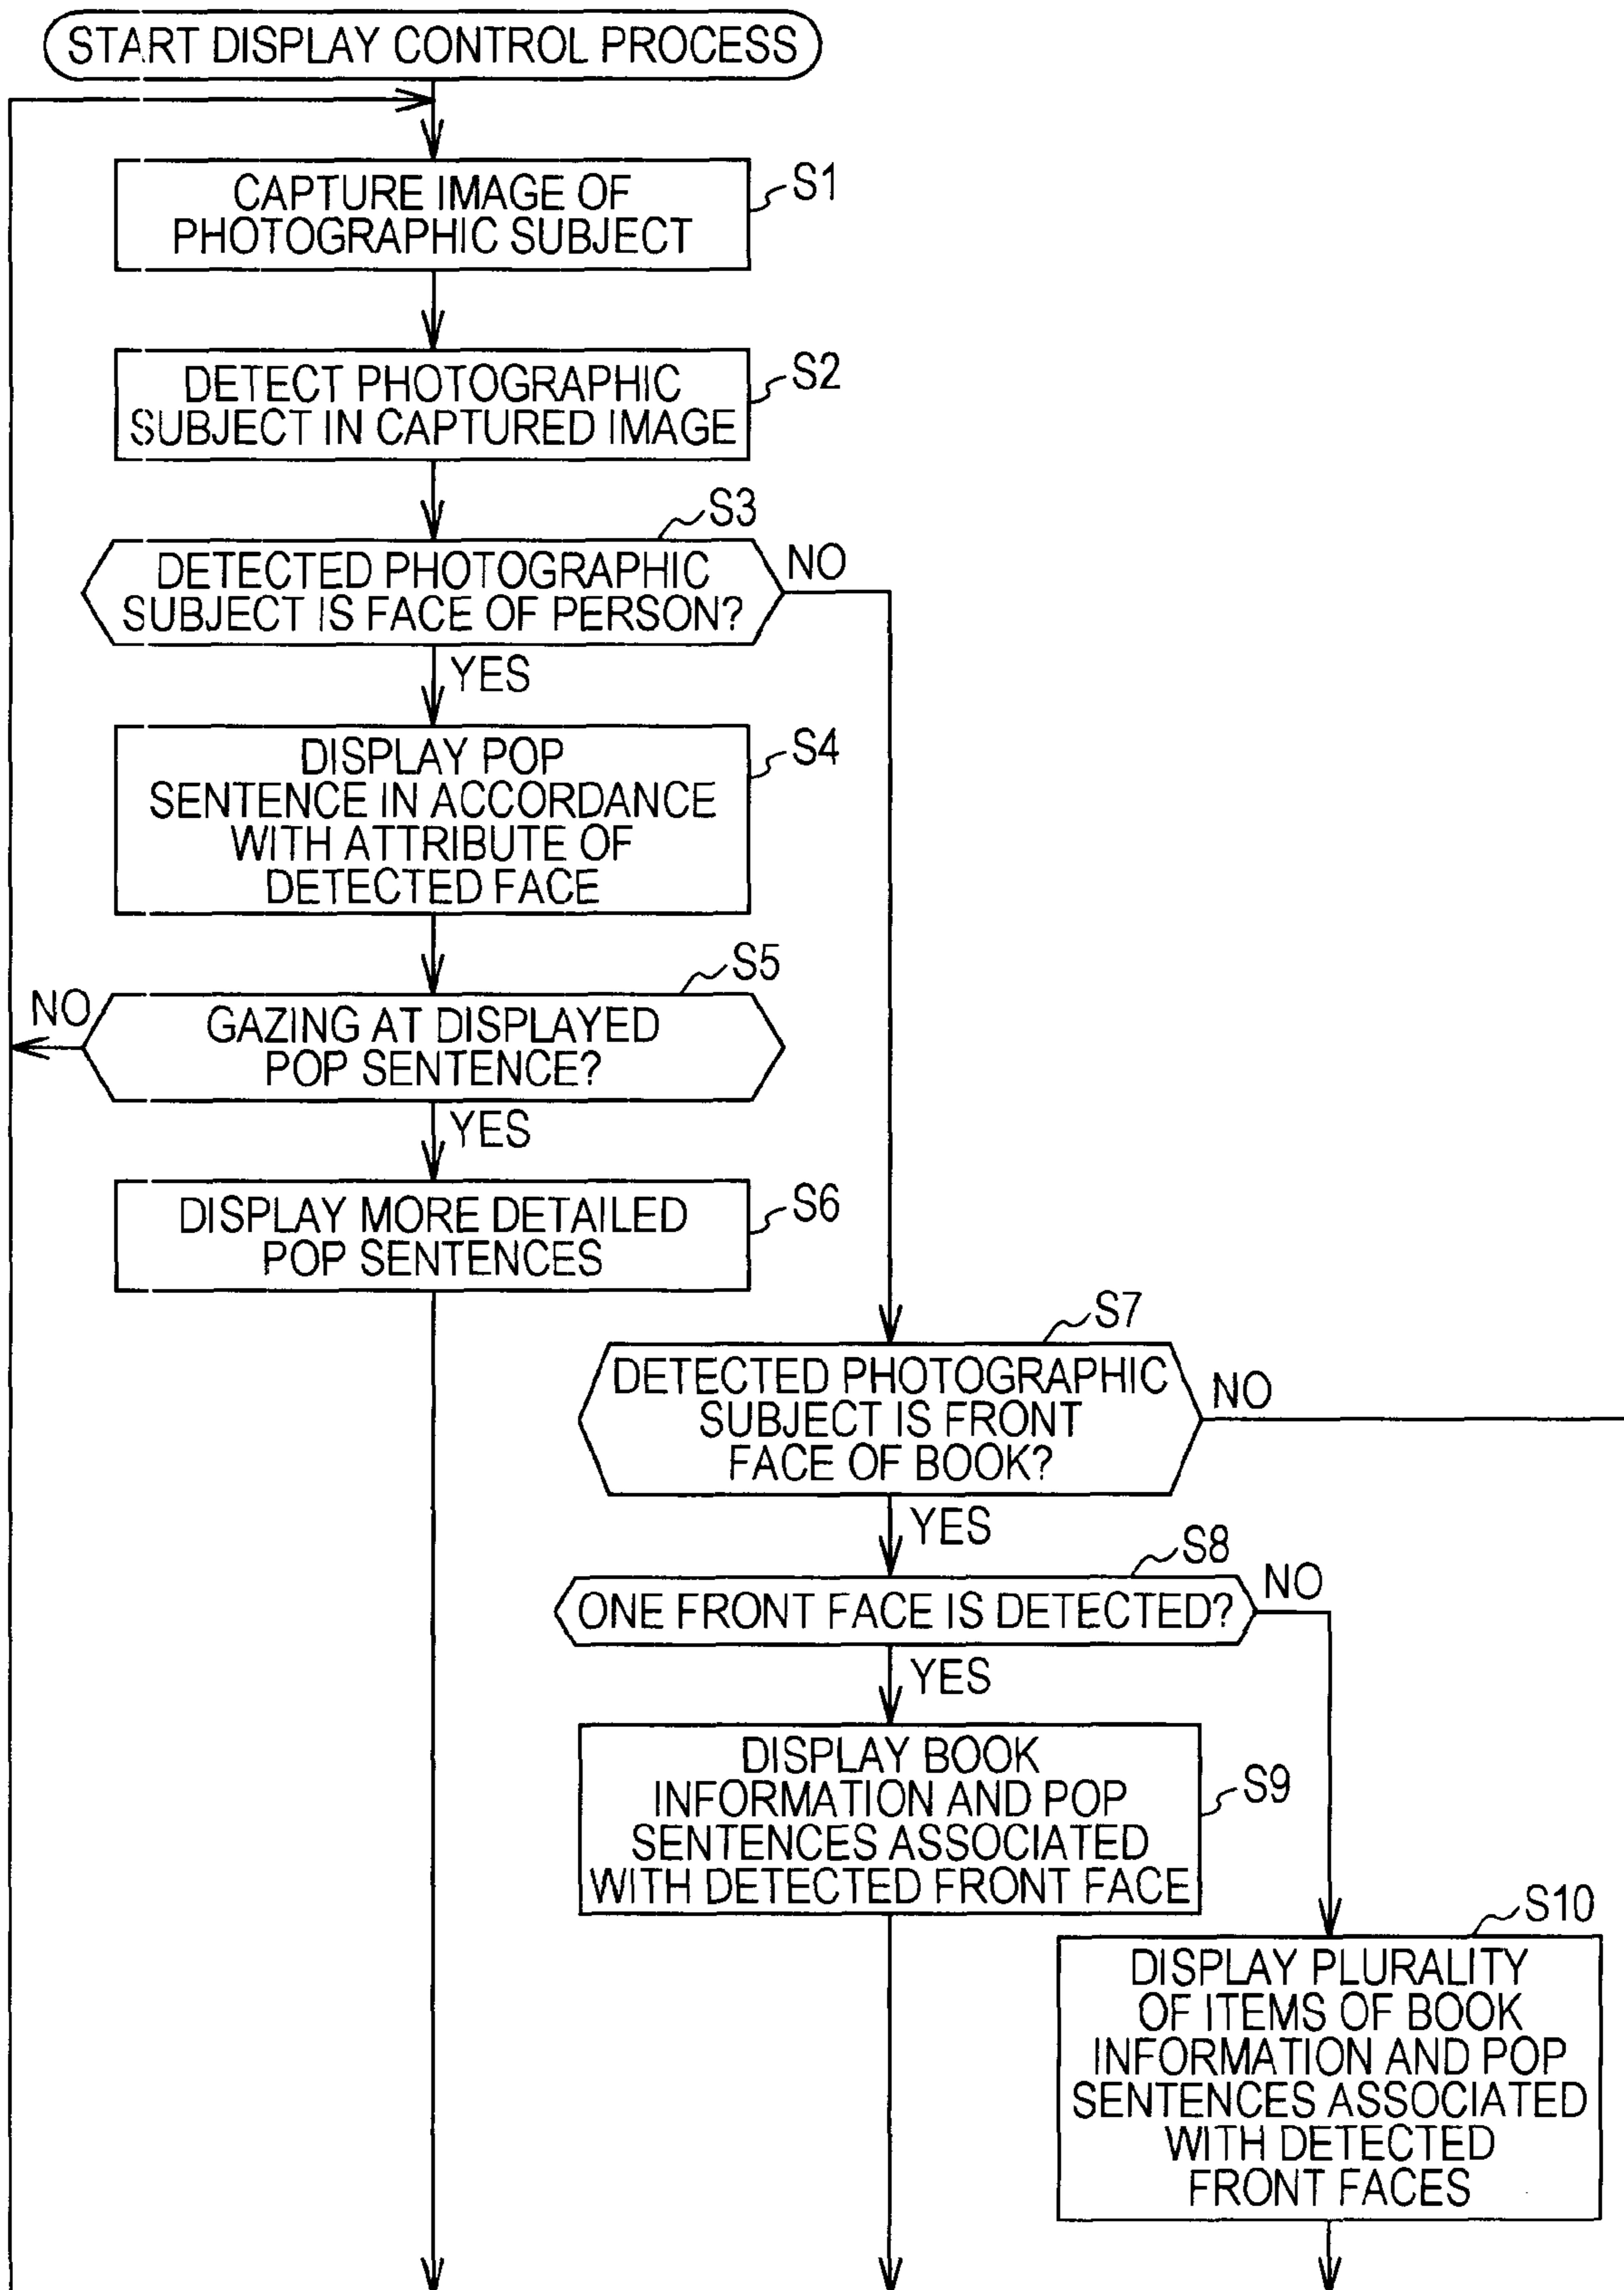 START DISPLAY CONTROL PROCESS
CAPTURE IMAGE OF
PHOTOGRAPHIC SUBJECT
S1
DETECT PHOTOGRAPHIC
SUBJECT IN CAPTURED IMAGE
S2
S3
DETECTED PHOTOGRAPHIC
SUBJECT IS FACE OF PERSON?
NO
YES
DISPLAY POP
SENTENCE IN ACCORDANCE
WITH ATTRIBUTE OF
DETECTED FACE
S4
S5
NO
GAZING AT DISPLAYED
POP SENTENCE?
YES
DISPLAY MORE DETAILED
POP SENTENCES
S6
S7
DETECTED PHOTOGRAPHIC
SUBJECT IS FRONT
FACE OF BOOK?
NO
YES
S8
ONE FRONT FACE IS DETECTED?
NO
YES
DISPLAY BOOK
INFORMATION AND POP
SENTENCES ASSOCIATED
WITH DETECTED FRONT FACE
S9
S10
DISPLAY PLURALITY
OF ITEMS OF BOOK
INFORMATION AND POP
SENTENCES ASSOCIATED
WITH DETECTED
FRONT FACES